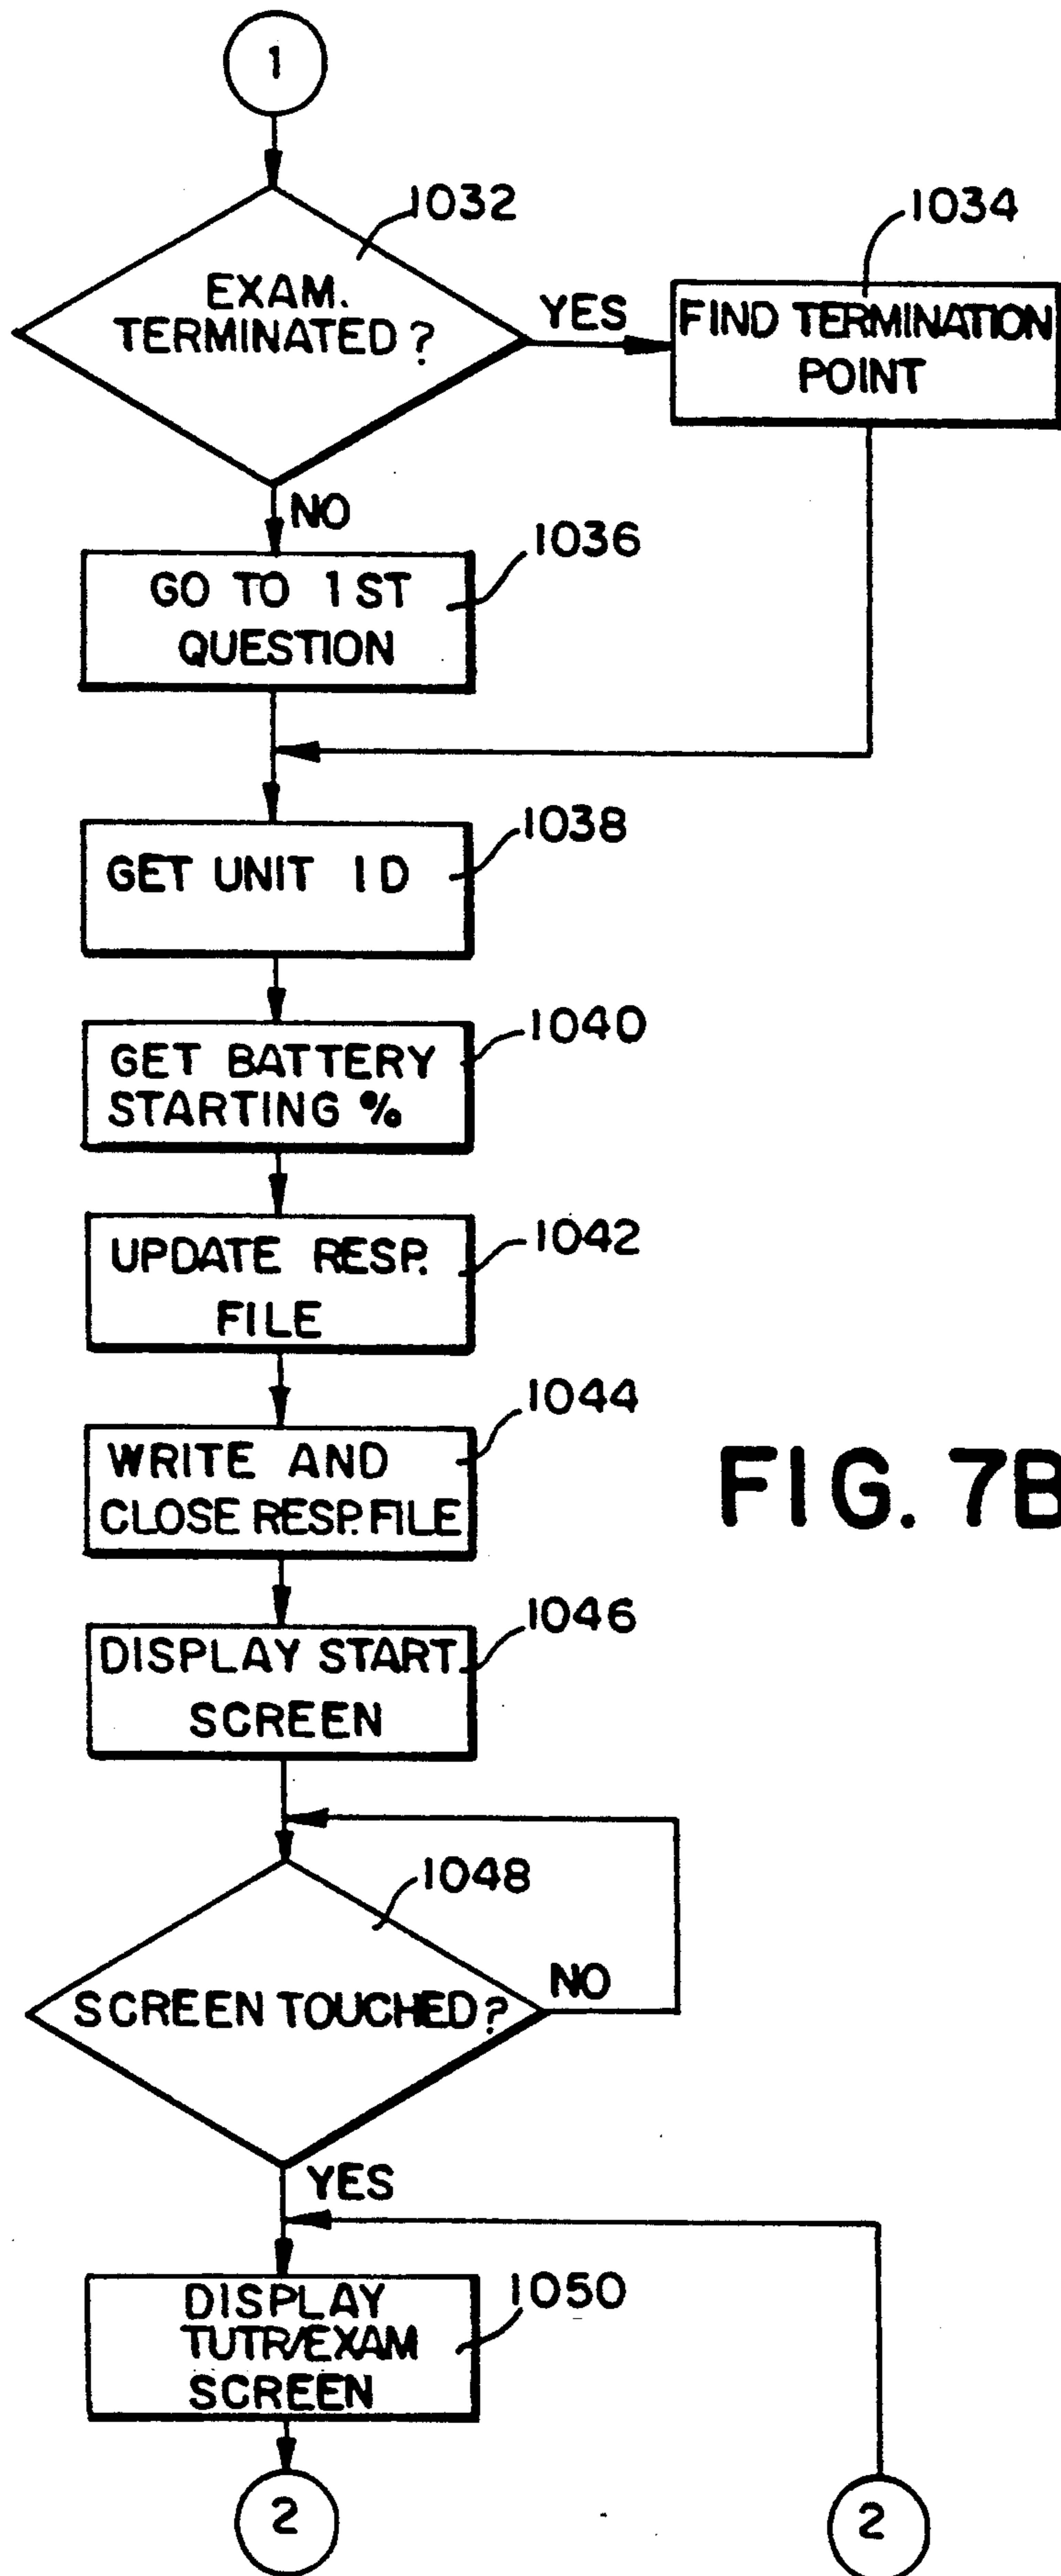 1
1032
EXAM.
TERMINATED?
YES
1034
FIND TERMINATION
POINT
NO
1036
GO TO 1ST
QUESTION
1038
GET UNIT ID
1040
GET BATTERY
STARTING %
1042
UPDATE RESP.
FILE
1044
WRITE AND
CLOSE RESP. FILE
FIG. 7B
1046
DISPLAY START
SCREEN
1048
SCREEN TOUCHED?
NO
YES
1050
DISPLAY
TUTR/EXAM
SCREEN
2
2